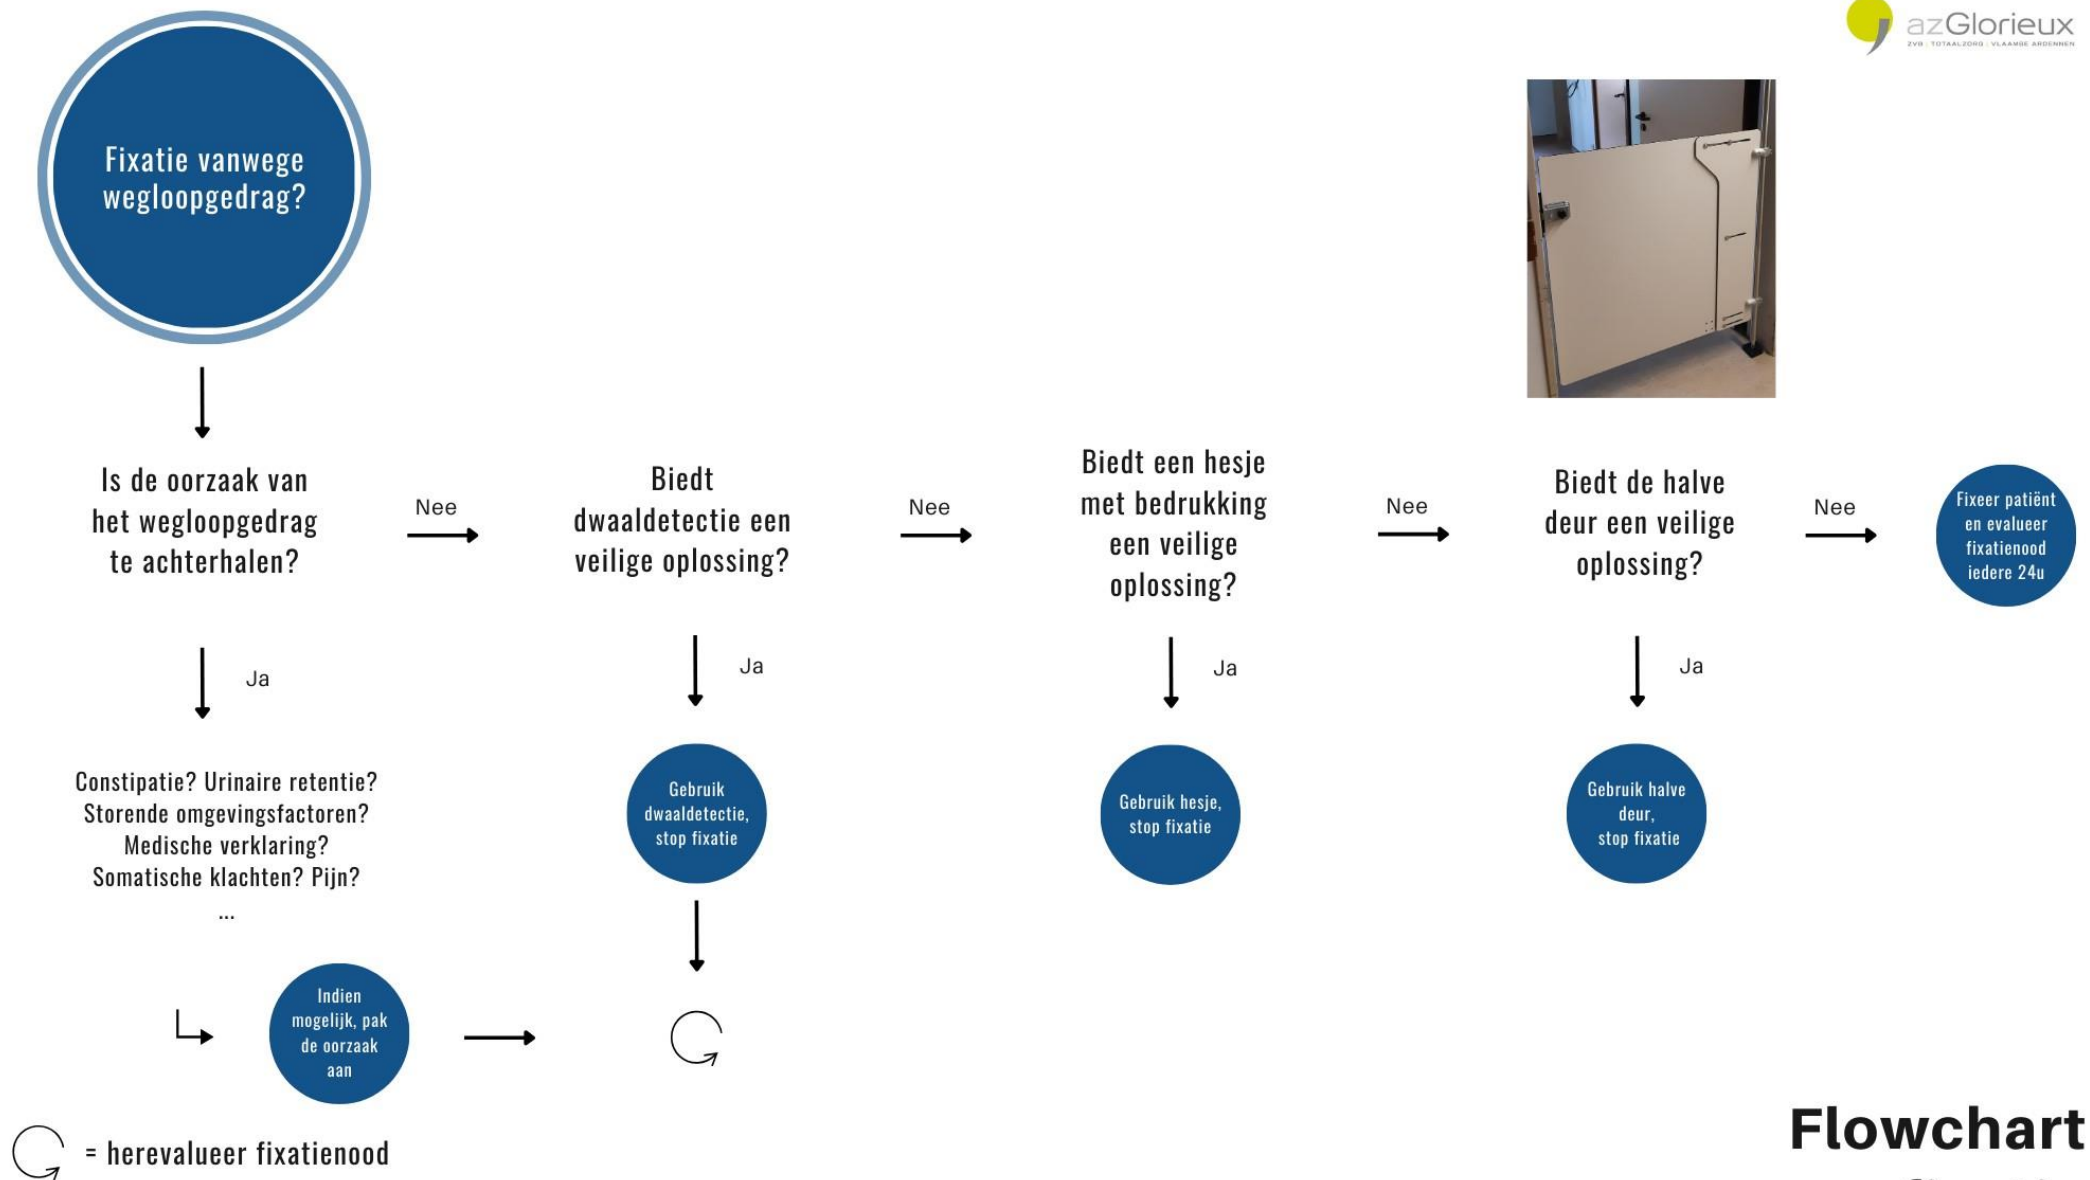 azGlorieux
ZVB | TOTAALZORG | VLAAMSE ARDENNEN
Fixatie vanwege
wegloopgedrag?
Is de oorzaak van
het wegloopgedrag
te achterhalen?
Nee
Biedt
dwaaldetectie een
veilige oplossing?
Nee
Biedt een hesje
met bedrukking
een veilige
oplossing?
Nee
Biedt de halve
deur een veilige
oplossing?
Nee
Fixeer patiënt
en evalueer
fixatienood
iedere 24u
Ja
Ja
Ja
Ja
Constipatie? Urinaire retentie?
Storende omgevingsfactoren?
Medische verklaring?
Somatische klachten? Pijn?
...
Gebruik
dwaaldetectie,
stop fixatie
Gebruik hesje,
stop fixatie
Gebruik halve
deur,
stop fixatie
Indien
mogelijk, pak
de oorzaak
aan
= herevalueer fixatienood
Flowchart